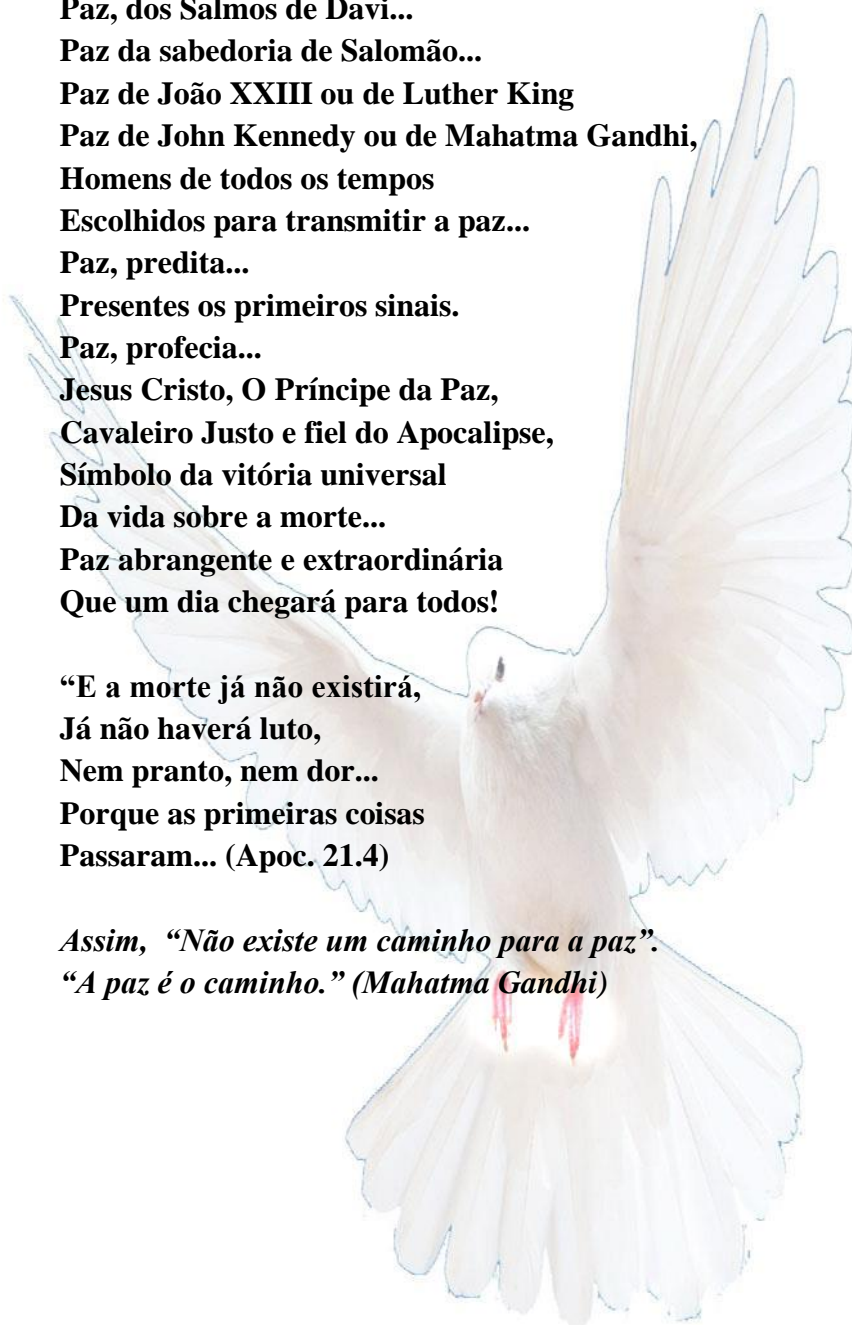 Paz, dos Salmos de Davi...
Paz da sabedoria de Salomão...
Paz de João XXIII ou de Luther King
Paz de John Kennedy ou de Mahatma Gandhi,
Homens de todos os tempos
Escolhidos para transmitir a paz...
Paz, predita...
Presentes os primeiros sinais.
Paz, profecia...
Jesus Cristo, O Príncipe da Paz,
Cavaleiro Justo e fiel do Apocalipse,
Símbolo da vitória universal
Da vida sobre a morte...
Paz abrangente e extraordinária
Que um dia chegará para todos!
“E a morte já não existirá,
Já não haverá luto,
Nem pranto, nem dor...
Porque as primeiras coisas
Passaram... (Apoc. 21.4)
Assim, “Não existe um caminho para a paz”.
“A paz é o caminho.” (Mahatma Gandhi)